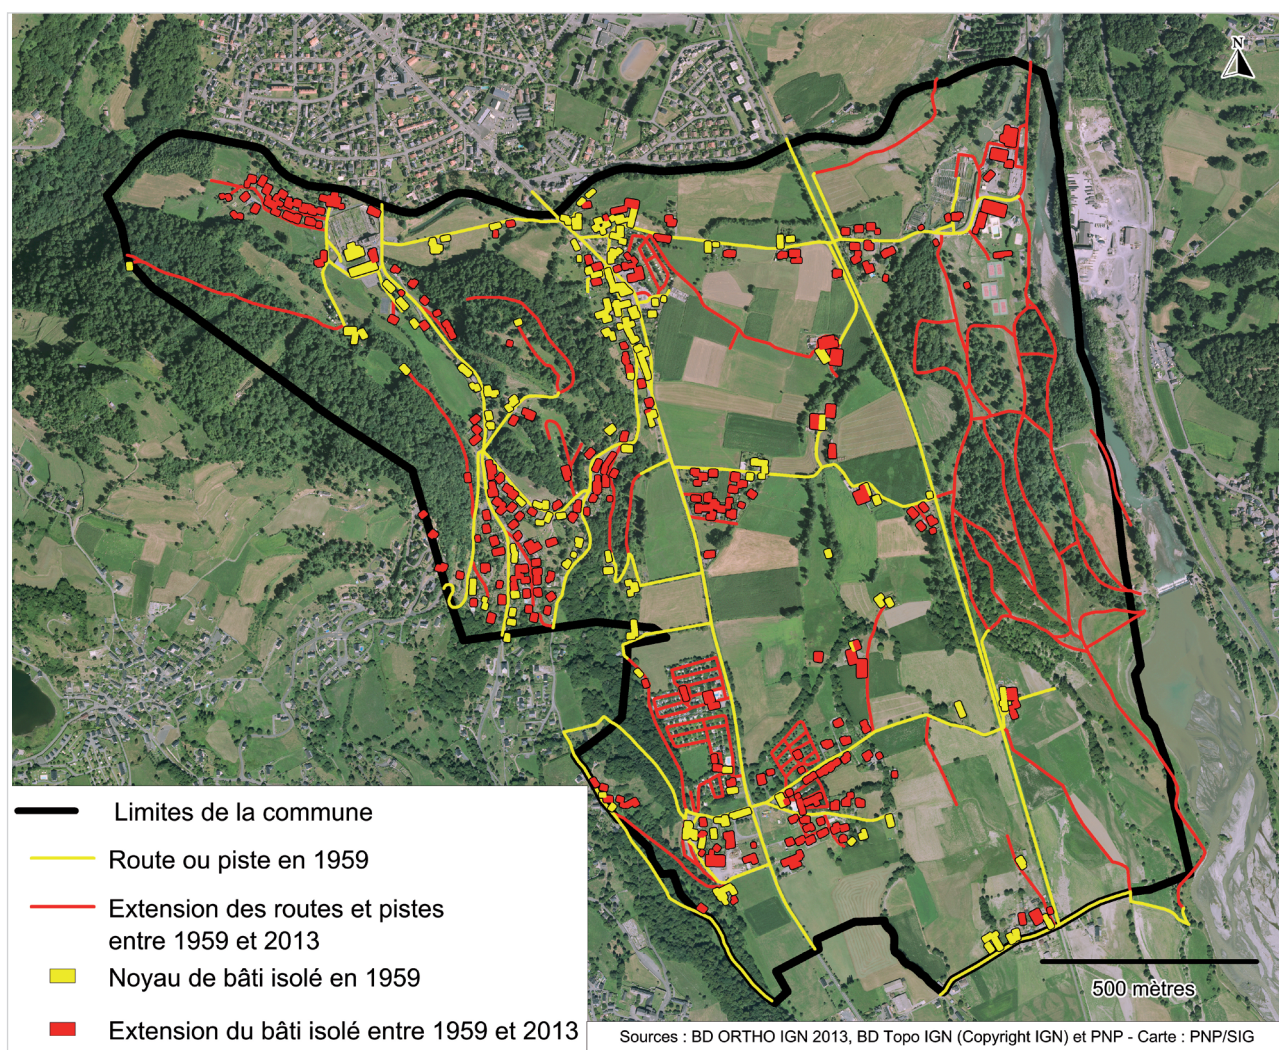 N
Limites de la commune
Route ou piste en 1959
Extension des routes et pistes
entre 1959 et 2013
Noyau de bâti isolé en 1959
Extension du bâti isolé entre 1959 et 2013
500 mètres
Sources : BD ORTHO IGN 2013, BD Topo IGN (Copyright IGN) et PNP - Carte : PNP/SIG